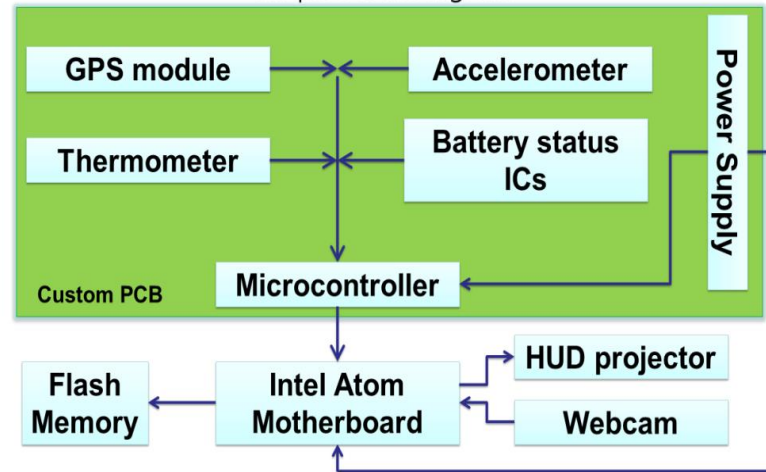 GPS module
Accelerometer
Power Supply
Thermometer
Battery status
ICs
Microcontroller
Custom PCB
HUD projector
Flash
Memory
Intel Atom
Motherboard
Webcam